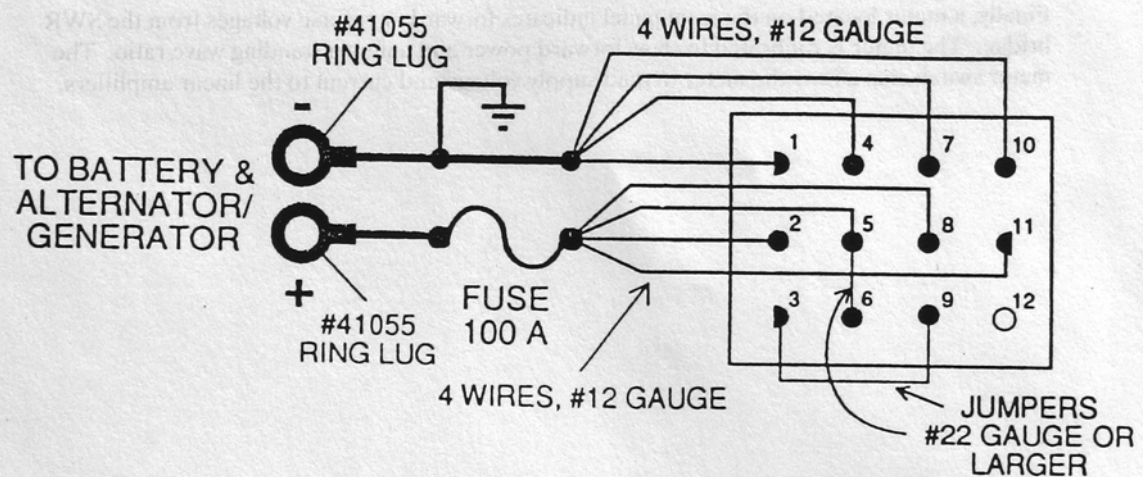 #41055
RING LUG
4 WIRES, #12 GAUGE
-
1 4 7 10
TO BATTERY &
ALTERNATOR/
GENERATOR
2 5 8 11
+
FUSE
100 A
3 6 9 12
#41055
RING LUG
4 WIRES, #12 GAUGE
JUMPERS
#22 GAUGE OR
LARGER